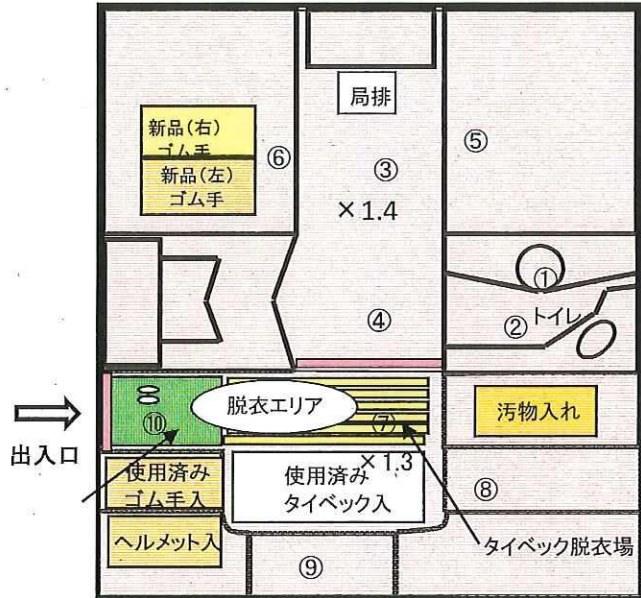 局排
新品(右)
ゴム手
新品(左)
ゴム手
⑥
③
⑤
×1.4
①
④
②
トイレ
脱衣エリア
⑩
⑦
汚物入れ
出入口
×1.3
使用済み
ゴム手入
使用済み
タイベック入
⑧
ヘルメット入
タイベック脱衣場
⑨